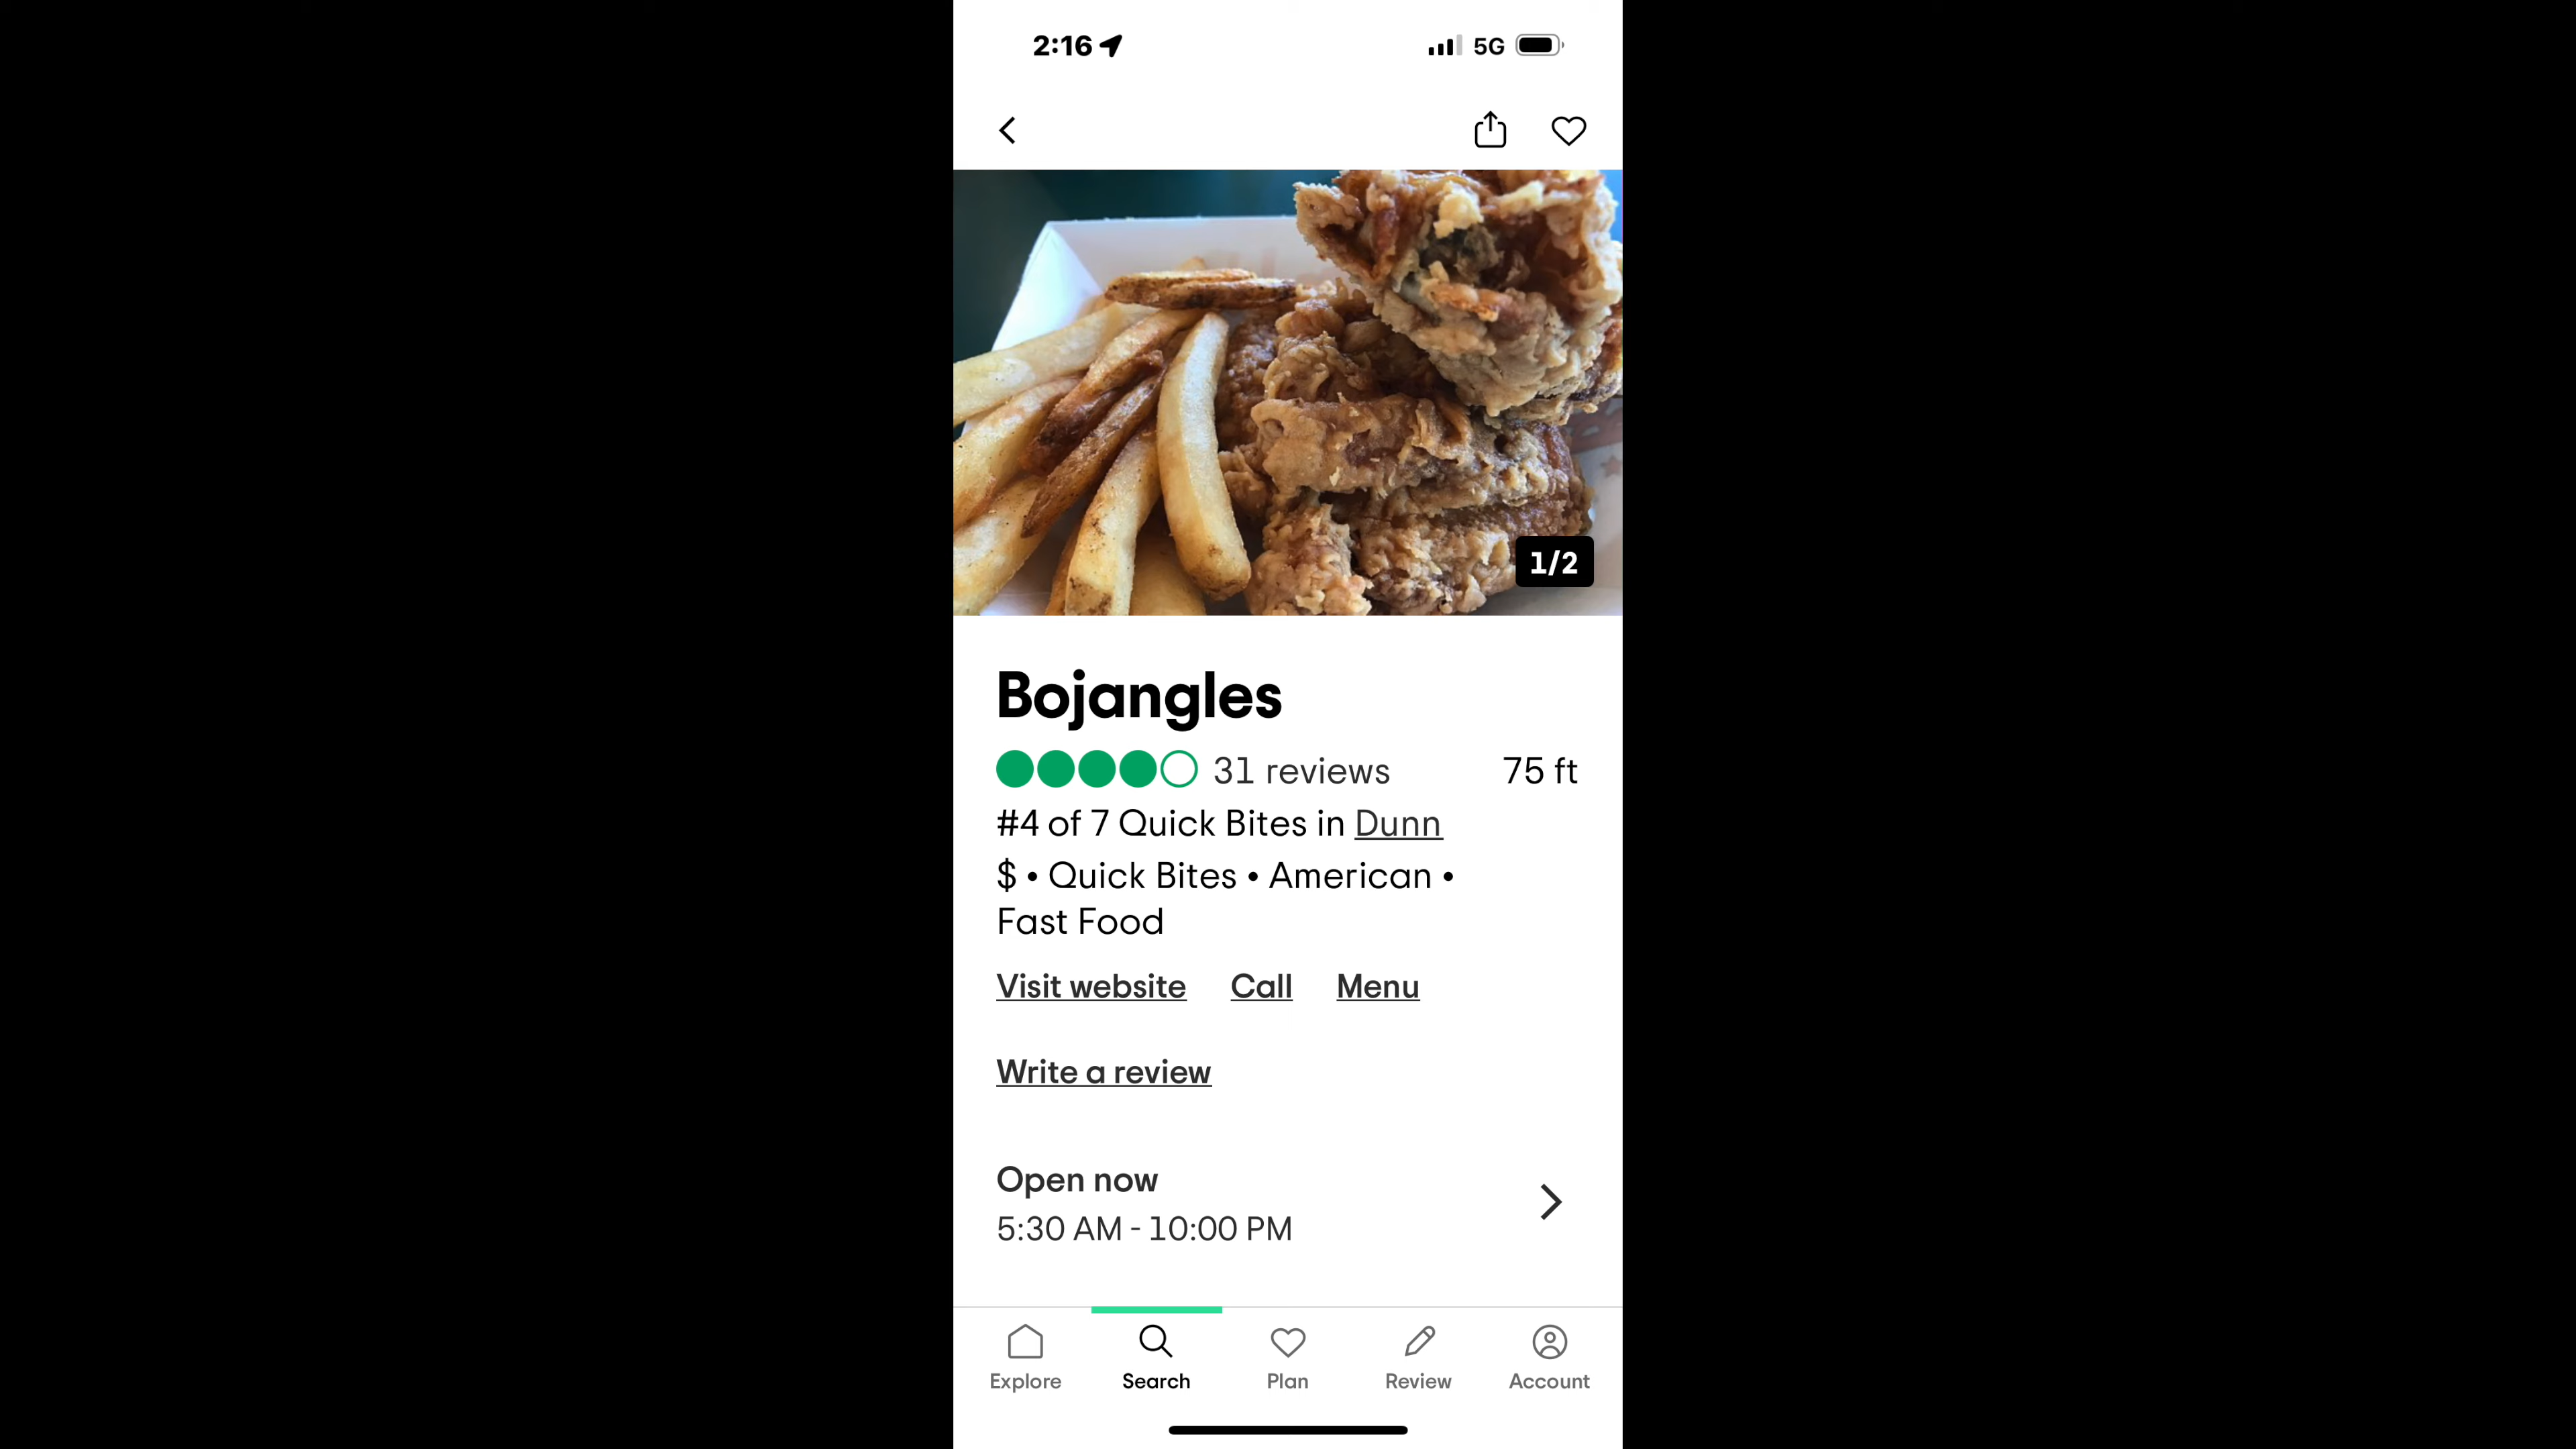 2:16 5G
1/2
Bojangles
31 reviews 75 ft
#4 of 7 Quick Bites in Dunn
$ • Quick Bites • American •
Fast Food
Visit website Call Menu
Write a review
Open now
5:30 AM - 10:00 PM
Explore Search Plan Review Account